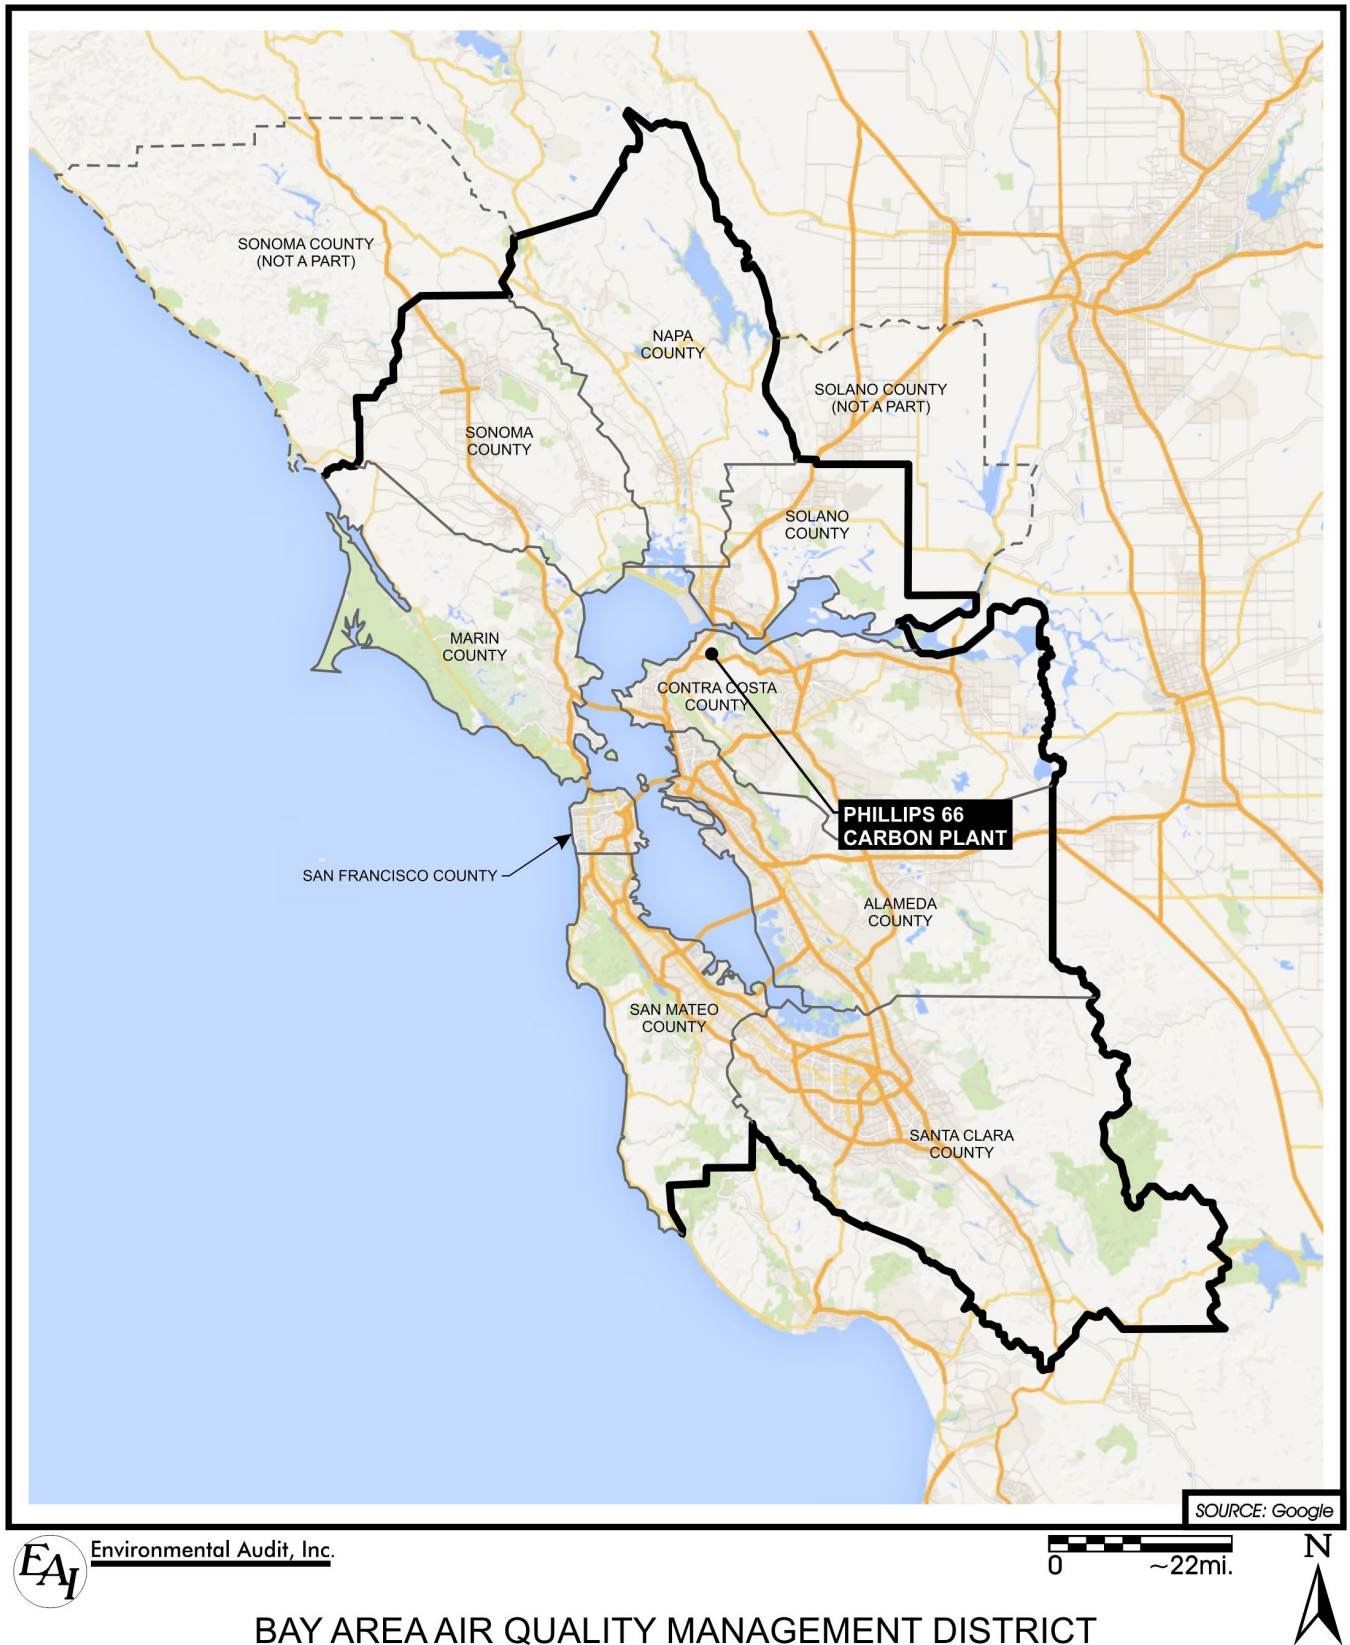 SONOMA COUNTY
(NOT A PART)
NAPA
COUNTY
SOLANO COUNTY
(NOT A PART)
SONOMA
COUNTY
SOLANO
COUNTY
MARIN
COUNTY
CONTRA COSTA
COUNTY
PHILLIPS 66
CARBON PLANT
SAN FRANCISCO COUNTY
ALAMEDA
COUNTY
SAN MATEO
COUNTY
SANTA CLARA
COUNTY
SOURCE: Google
EAI
Environmental Audit, Inc.
0
~22mi.
N
BAY AREA AIR QUALITY MANAGEMENT DISTRICT